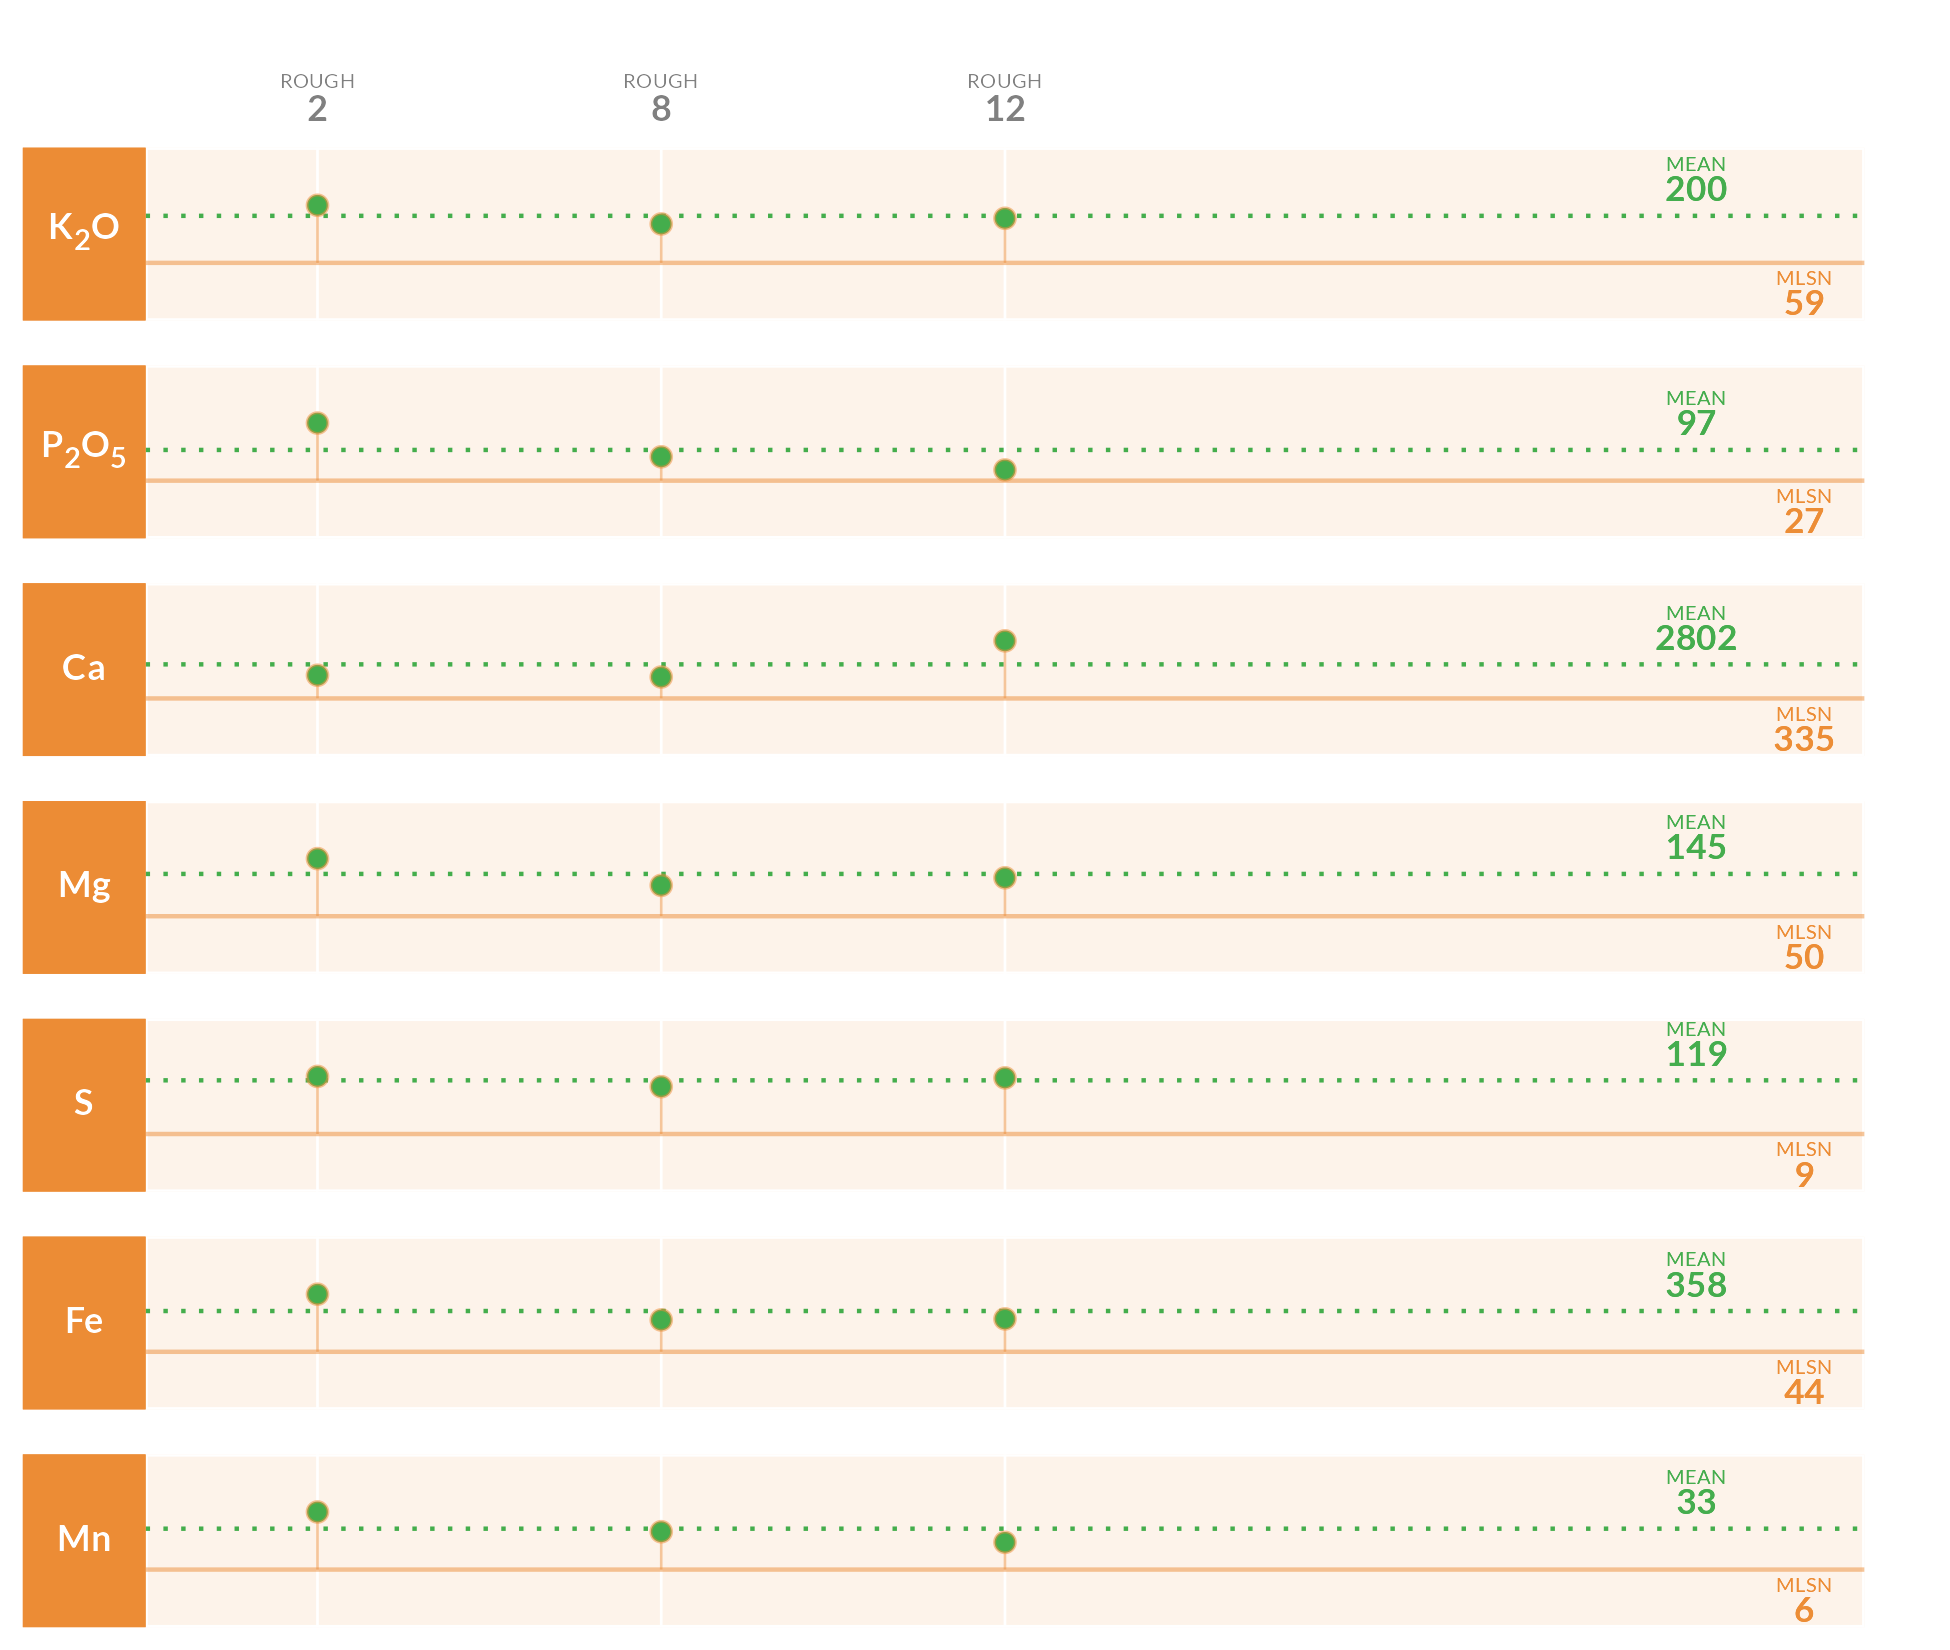 ROUGH
2
ROUGH
8
ROUGH
12
K₂O
MEAN
200
MLSN
59
P₂O₅
MEAN
97
MLSN
27
Ca
MEAN
2802
MLSN
335
Mg
MEAN
145
MLSN
50
S
MEAN
119
MLSN
9
Fe
MEAN
358
MLSN
44
Mn
MEAN
33
MLSN
6